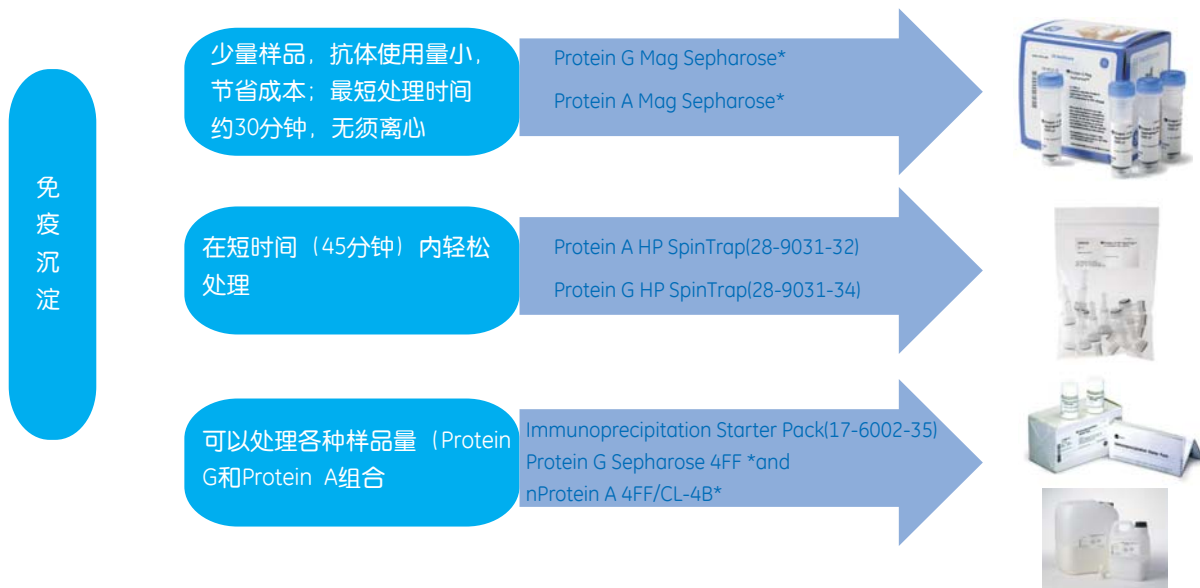 免
疫
沉
淀
少量样品，抗体使用量小，
节省成本；最短处理时间
约30分钟，无须离心
Protein G Mag Sepharose*
Protein A Mag Sepharose*
在短时间（45分钟）内轻松
处理
Protein A HP SpinTrap(28-9031-32)
Protein G HP SpinTrap(28-9031-34)
可以处理各种样品量（Protein
G和Protein A组合
Immunoprecipitation Starter Pack(17-6002-35)
Protein G Sepharose 4FF *and
nProtein A 4FF/CL-4B*